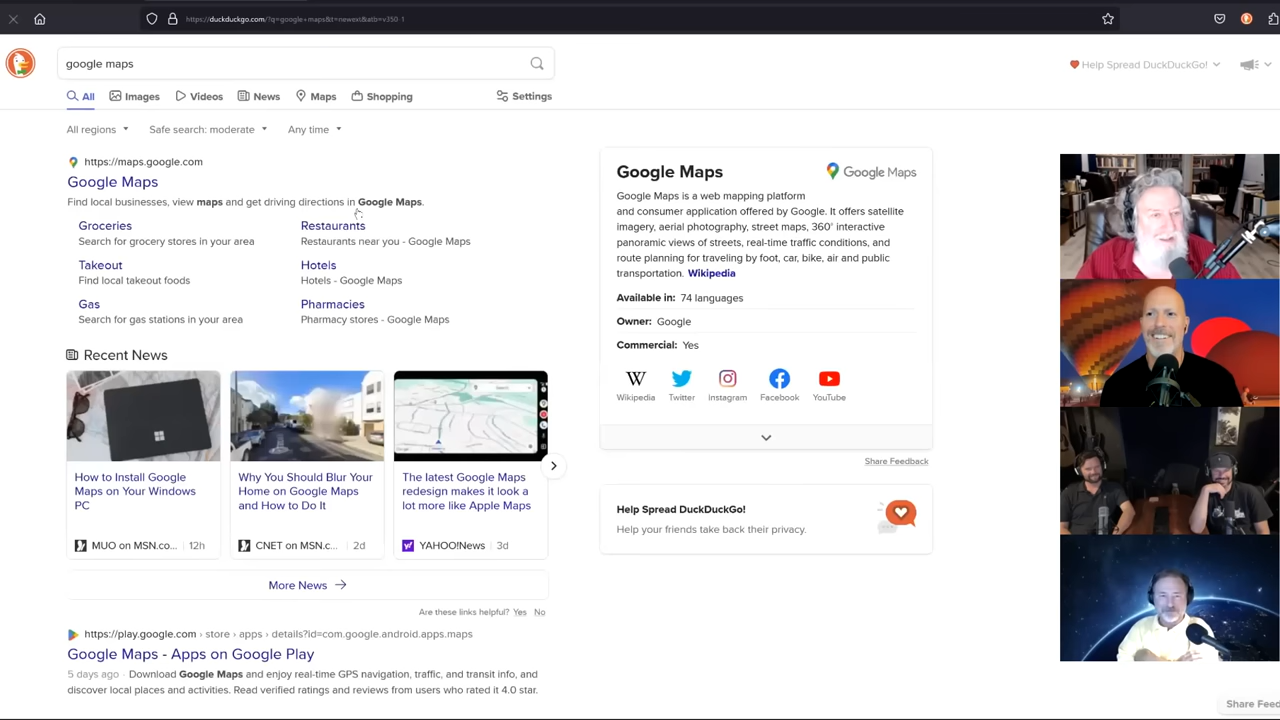 https://duckduckgo.com/?q=google+maps&t=newext&atb=v350-1
google maps
Help Spread DuckDuckGo!
All Images Videos News Maps Shopping Settings
All regions Safe search: moderate Any time
https://maps.google.com
Google Maps
Find local businesses, view maps and get driving directions in Google Maps.
Groceries
Search for grocery stores in your area
Restaurants
Restaurants near you - Google Maps
Takeout
Find local takeout foods
Hotels
Hotels - Google Maps
Gas
Search for gas stations in your area
Pharmacies
Pharmacy stores - Google Maps
Recent News
How to Install Google
Maps on Your Windows
PC
MUO on MSN.co... 12h
Why You Should Blur Your
Home on Google Maps
and How to Do It
CNET on MSN.c... 2d
Search
The latest Google Maps
redesign makes it look a
lot more like Apple Maps
YAHOO!News 3d
More News
Are these links helpful? Yes No
https://play.google.com › store › apps › details?id=com.google.android.apps.maps
Google Maps - Apps on Google Play
5 days ago · Download Google Maps and enjoy real-time GPS navigation, traffic, and transit info, and
discover local places and activities. Read verified ratings and reviews from users who rated it 4.0 star.
Google Maps
Google Maps
Google Maps is a web mapping platform
and consumer application offered by Google. It offers satellite
imagery, aerial photography, street maps, 360° interactive
panoramic views of streets, real-time traffic conditions, and
route planning for traveling by foot, car, bike, air and public
transportation. Wikipedia
Available in: 74 languages
Owner: Google
Commercial: Yes
W
Wikipedia Twitter Instagram Facebook YouTube
Share Feedback
Help Spread DuckDuckGo!
Help your friends take back their privacy.
Share Feed